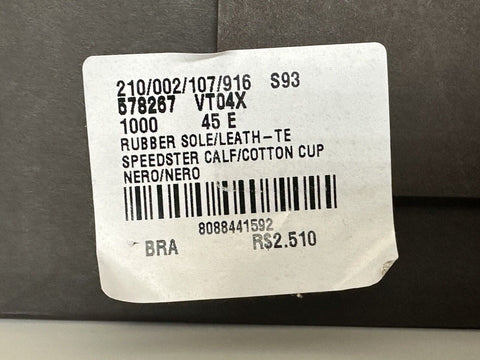 210/002/107/916 S93
578267 VT04X
1000 45 E
RUBBER SOLE/LEATH-TE
SPEEDSTER CALF/COTTON CUP
NERO/NERO
8088441592
BRA R$2.510